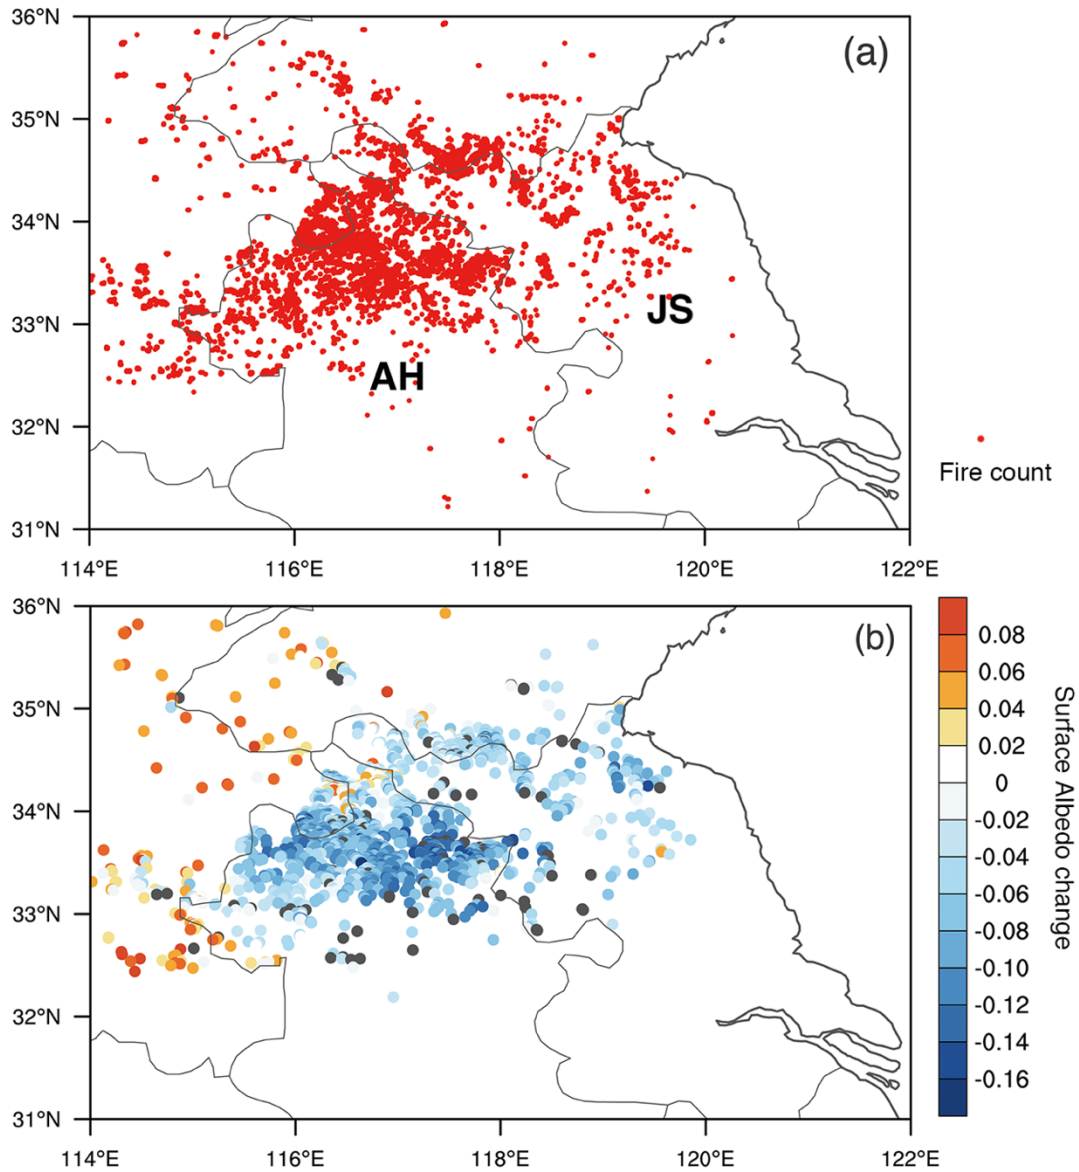 36°N
(a)
35°N
34°N
33°N
JS
AH
32°N
Fire count
31°N
114°E 116°E 118°E 120°E 122°E
36°N
(b)
0.08
0.06
35°N
0.04
0.02
34°N
0
-0.02
-0.04
-0.06
33°N
-0.08
-0.10
32°N
-0.12
-0.14
-0.16
31°N
Surface Albedo change
114°E 116°E 118°E 120°E 122°E